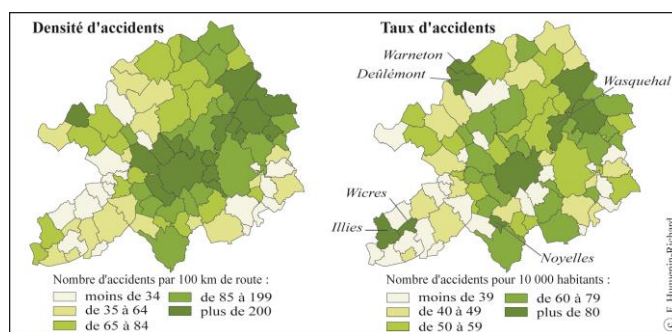 Densité d'accidents
Taux d'accidents
Warneton
Deûlémont
Wasquehal
Wicres
Illies
Noyelles
Nombre d'accidents par 100 km de route :
moins de 34
de 35 à 64
de 65 à 84
de 85 à 199
plus de 200
Nombre d'accidents pour 10 000 habitants :
moins de 39
de 40 à 49
de 50 à 59
de 60 à 79
plus de 80
© F. Huguenin-Richard